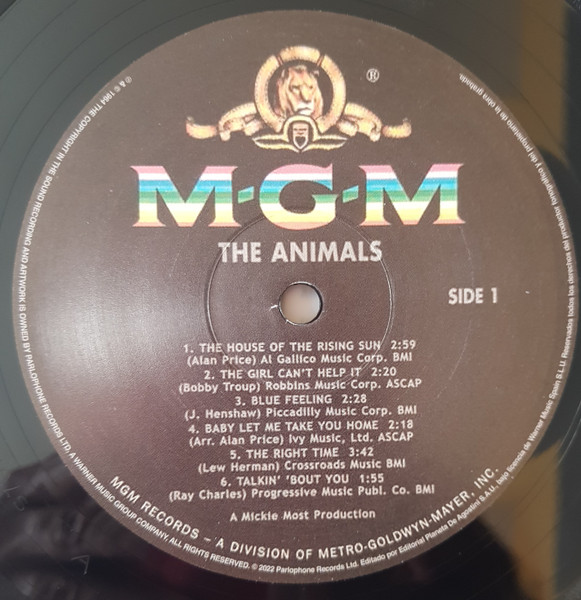 ®
M-G-M
THE ANIMALS
SIDE 1
1. THE HOUSE OF THE RISING SUN 2:59
(Alan Price) Al Gallico Music Corp. BMI
2. THE GIRL CAN'T HELP IT 2:20
(Bobby Troup) Robbins Music Corp. ASCAP
3. BLUE FEELING 2:28
(J. Henshaw) Piccadilly Music Corp. BMI
4. BABY LET ME TAKE YOU HOME 2:18
(Arr. Alan Price) Ivy Music, Ltd. ASCAP
5. THE RIGHT TIME 3:42
(Lew Herman) Crossroads Music BMI
6. TALKIN' 'BOUT YOU 1:55
(Ray Charles) Progressive Music Publ. Co. BMI
A Mickie Most Production
MGM RECORDS – A DIVISION OF METRO-GOLDWYN-MAYER, INC.
℗ & © 1964 THE COPYRIGHT IN THE SOUND RECORDING AND ARTWORK IS OWNED BY PARLOPHONE RECORDS LTD, A WARNER MUSIC GROUP COMPANY. ALL RIGHTS RESERVED. © 2022 Parlophone Records Ltd. Editado por Editorial Planeta De Agostini S.A.U., bajo licencia de Warner Music Spain S.L.U. Reservados todos los derechos del productor fonográfico y del propietario de la obra grabada.